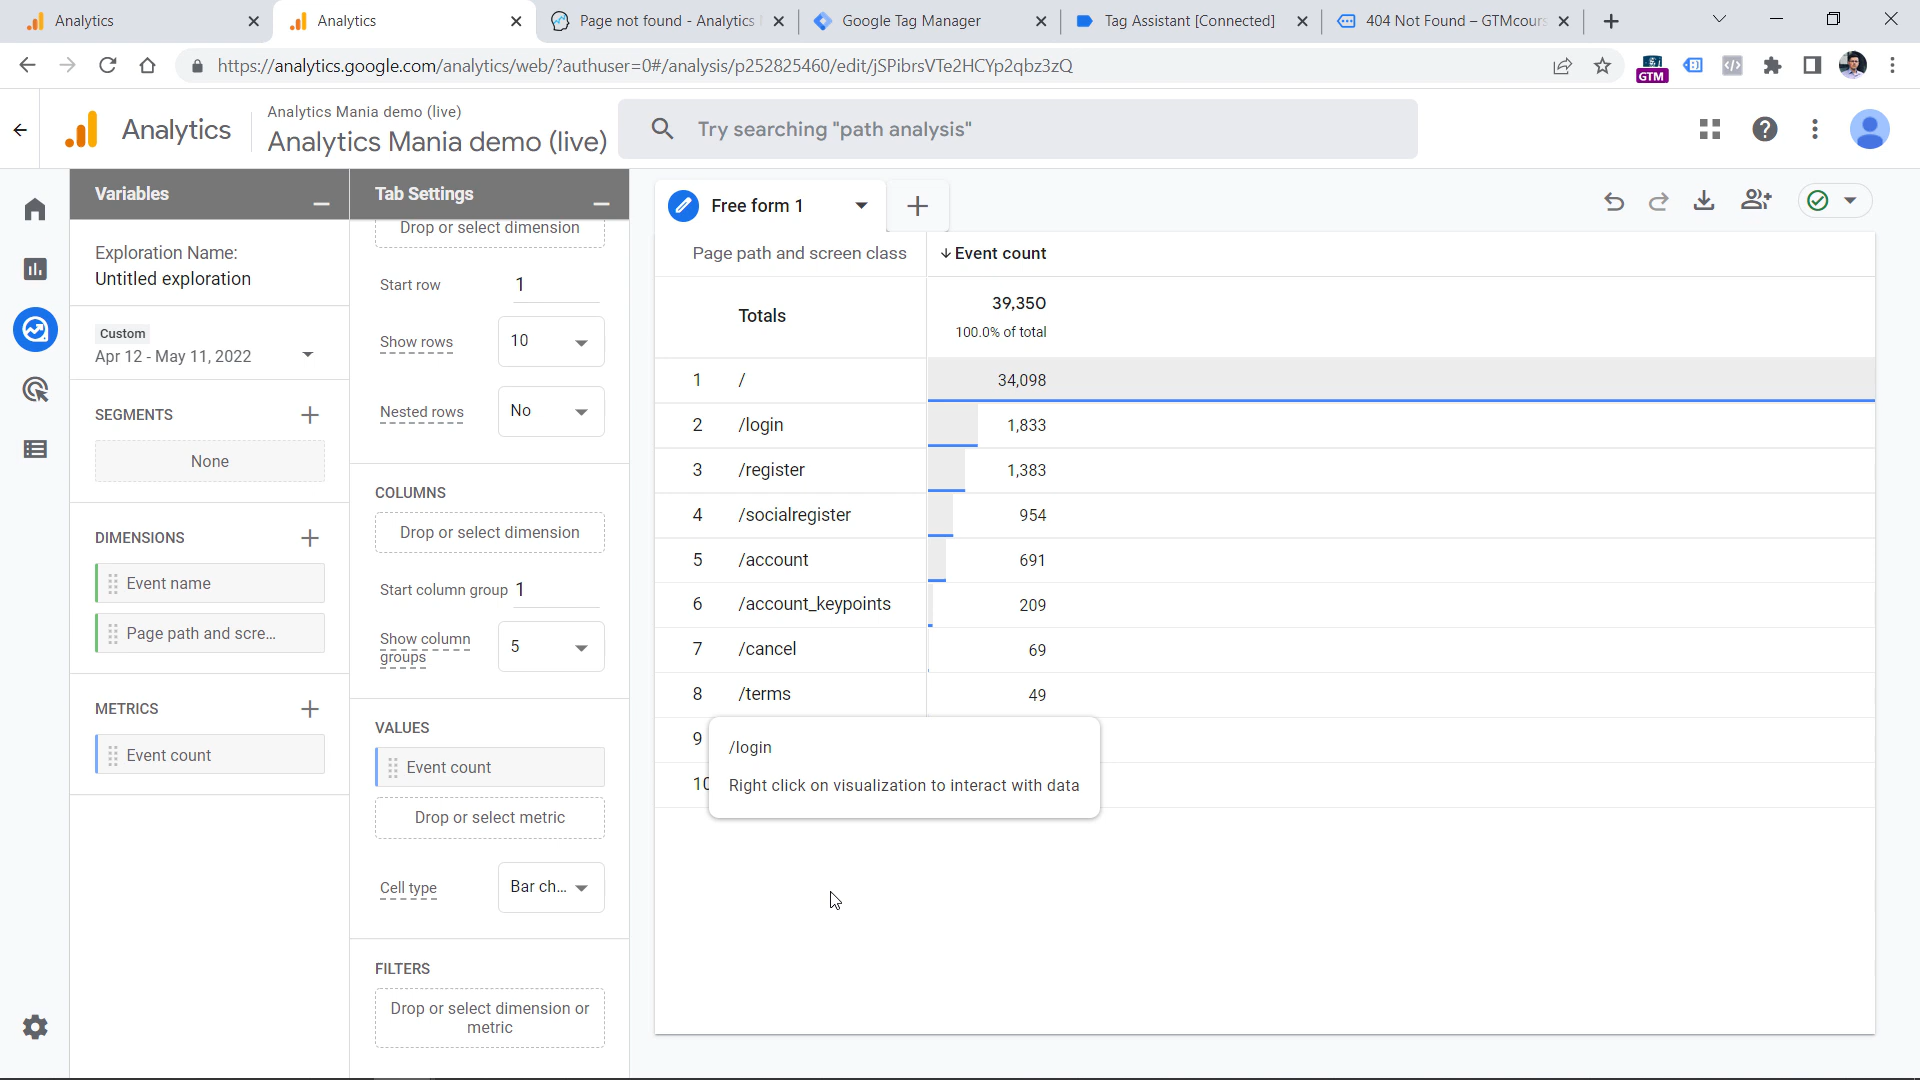 Analytics
Analytics
Page not found - Analytics
Google Tag Manager
Tag Assistant [Connected]
404 Not Found – GTMcours
https://analytics.google.com/analytics/web/?authuser=0#/analysis/p252825460/edit/jSPibrsVTe2HCYp2qbz3zQ
GTM
Analytics
Analytics Mania demo (live)
Analytics Mania demo (live)
Try searching "path analysis"
Variables
Exploration Name:
Untitled exploration
Custom
Apr 12 - May 11, 2022
SEGMENTS
None
DIMENSIONS
Event name
Page path and scre...
METRICS
Event count
Tab Settings
Drop or select dimension
Start row
1
Show rows
10
Nested rows
No
COLUMNS
Drop or select dimension
Start column group
1
Show column
groups
5
VALUES
Event count
Drop or select metric
Cell type
Bar ch...
FILTERS
Drop or select dimension or
metric
Free form 1
Page path and screen class
Event count
Totals
39,350
100.0% of total
1 / 34,098
2 /login 1,833
3 /register 1,383
4 /socialregister 954
5 /account 691
6 /account_keypoints 209
7 /cancel 69
8 /terms 49
9
10
/login
Right click on visualization to interact with data